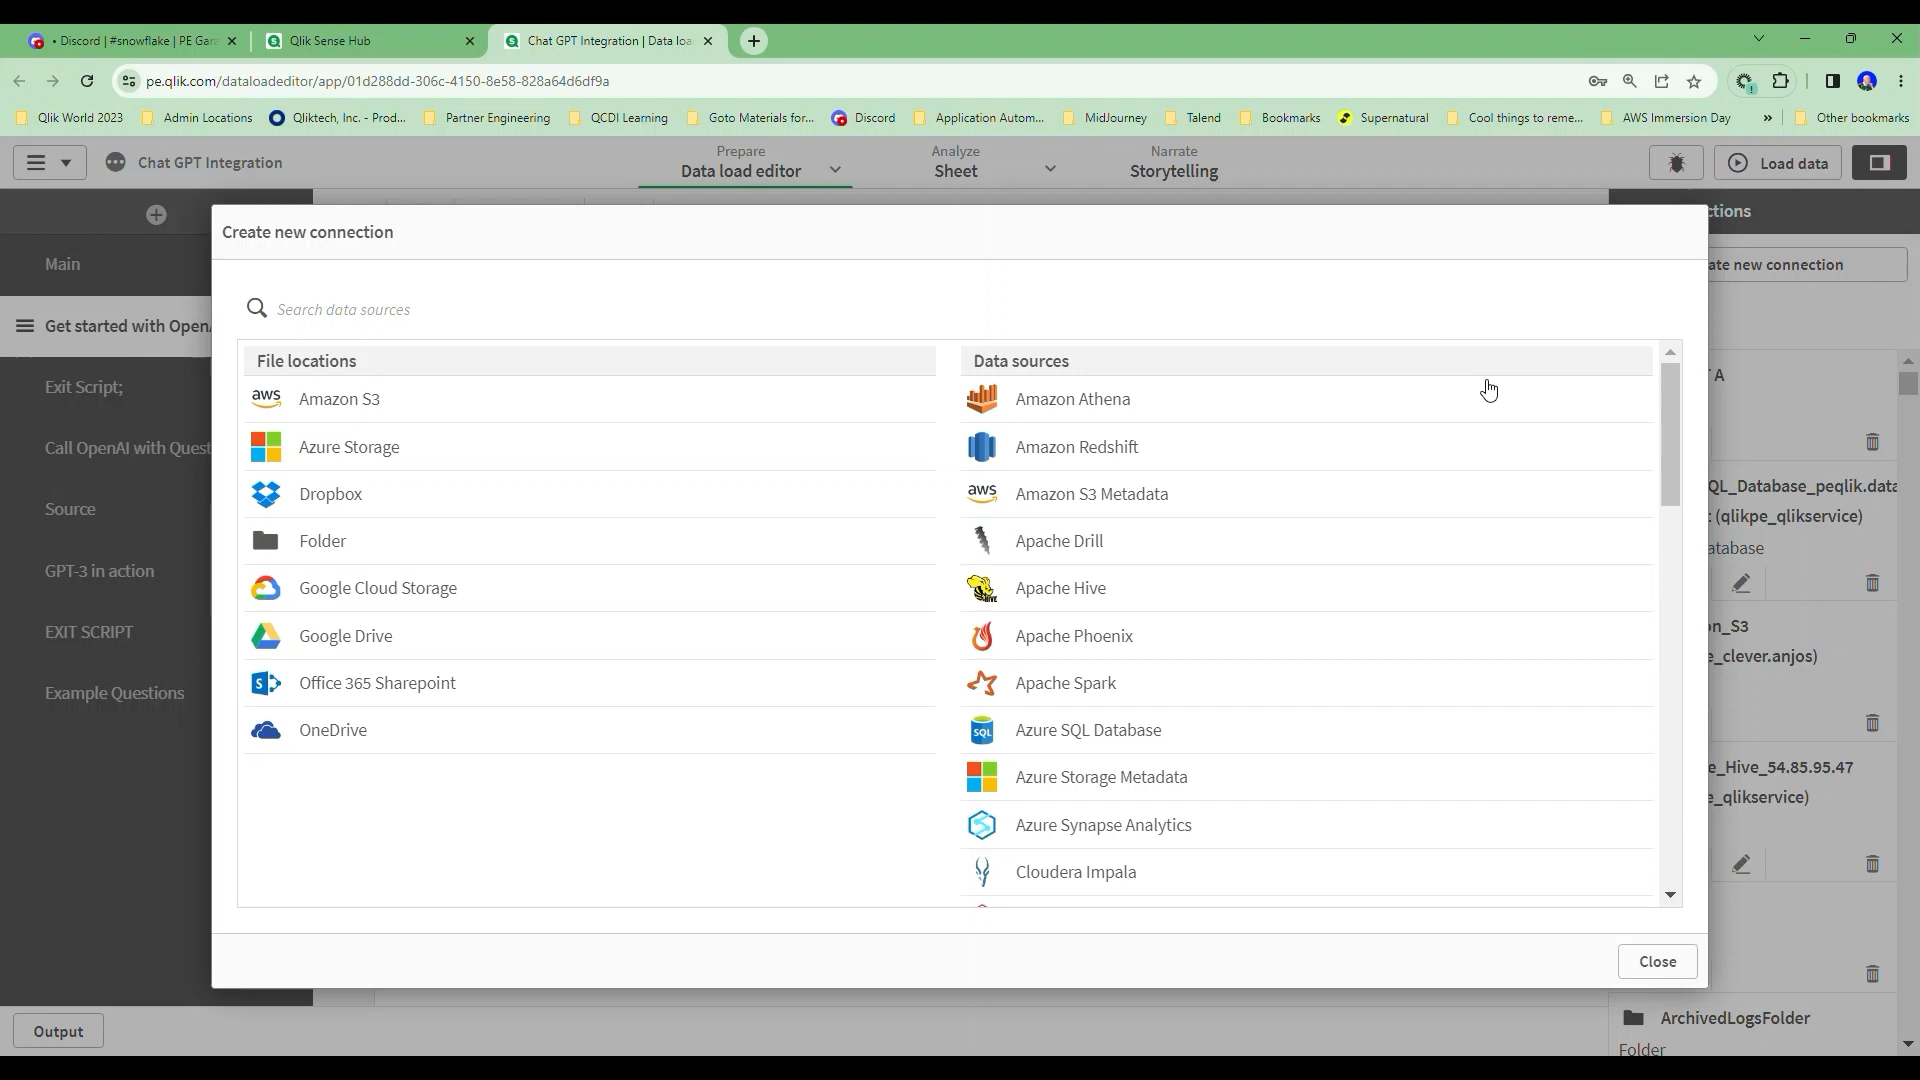 • Discord | #snowflake | PE Gara
Qlik Sense Hub
Chat GPT Integration | Data loa
pe.qlik.com/dataloadeditor/app/01d288dd-306c-4150-8e58-828a64d6df9a
Qlik World 2023
Admin Locations
Qliktech, Inc. - Prod...
Partner Engineering
QCDI Learning
Goto Materials for...
Discord
Application Autom...
MidJourney
Talend
Bookmarks
Supernatural
Cool things to reme...
AWS Immersion Day
»
Other bookmarks
Chat GPT Integration
Prepare
Data load editor
Analyze
Sheet
Narrate
Storytelling
Load data
Main
Get started with OpenA
Exit Script;
Call OpenAI with Quest
Source
GPT-3 in action
EXIT SCRIPT
Example Questions
Output
Create new connection
Search data sources
File locations
aws Amazon S3
Azure Storage
Dropbox
Folder
Google Cloud Storage
Google Drive
S Office 365 Sharepoint
OneDrive
Data sources
Amazon Athena
Amazon Redshift
aws Amazon S3 Metadata
Apache Drill
HIVE Apache Hive
Apache Phoenix
Apache Spark
SQL Azure SQL Database
Azure Storage Metadata
Azure Synapse Analytics
Cloudera Impala
Close
ctions
ate new connection
A
QL_Database_peqlik.data
: (qlikpe_qlikservice)
atabase
n_S3
e_clever.anjos)
e_Hive_54.85.95.47
e_qlikservice)
ArchivedLogsFolder
Folder